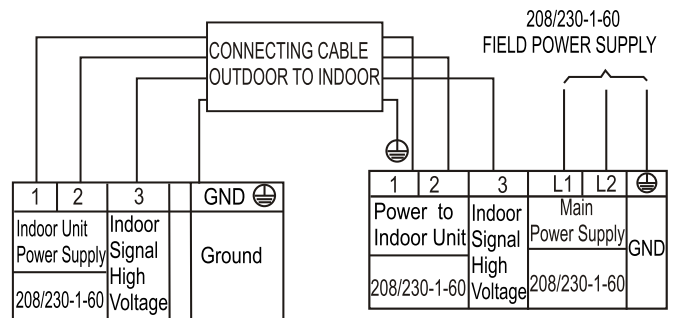 208/230-1-60
FIELD POWER SUPPLY
CONNECTING CABLE
OUTDOOR TO INDOOR
1 2 3 GND
Indoor Unit
Power Supply
208/230-1-60
Indoor
Signal
High
Voltage
Ground
1 2 3 L1 L2
Power to
Indoor Unit
208/230-1-60
Indoor
Signal
High
Voltage
Main
Power Supply
208/230-1-60
GND